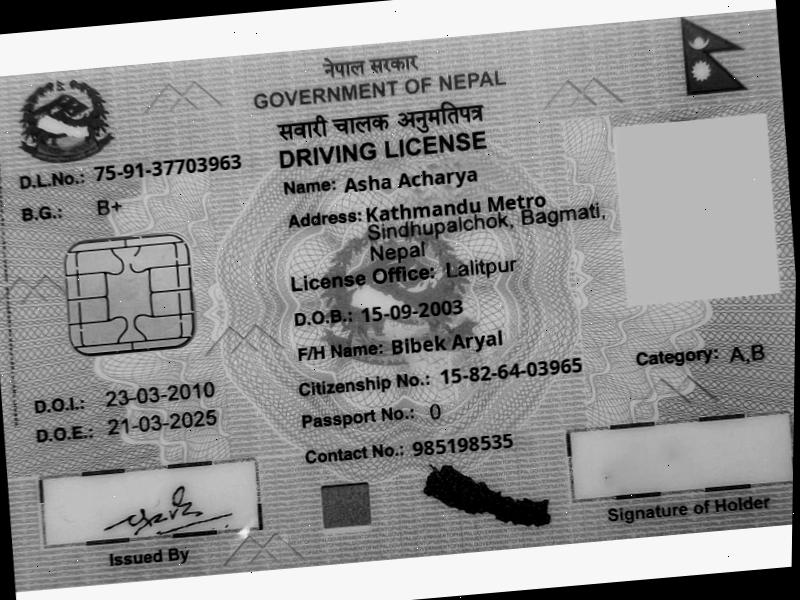 नेपाल सरकार
GOVERNMENT OF NEPAL
सवारी चालक अनुमतिपत्र
DRIVING LICENSE
D.L.No.: 75-91-37703963
B.G.: B+
Name: Asha Acharya
Address: Kathmandu Metro
Sindhupalchok, Bagmati,
Nepal
License Office: Lalitpur
D.O.B.: 15-09-2003
F/H Name: Bibek Aryal
Citizenship No.: 15-82-64-03965
Category: A,B
Passport No.: 0
Contact No.: 985198535
D.O.I.: 23-03-2010
D.O.E.: 21-03-2025
Issued By
Signature of Holder